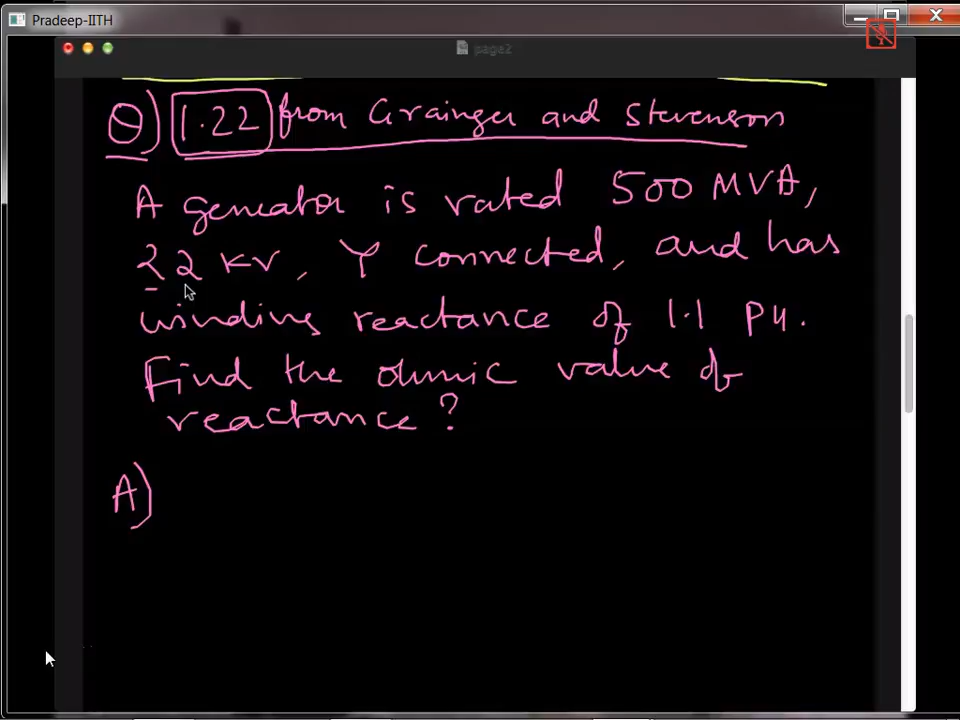 Pradeep-IITH
page2
Q) 1.22 from Grainger and Stevenson
A geneator is rated 500 MVA,
22 KV, Y connected, and has
winding reactance of 1.1 pu.
Find the ohmic value of
reactance?
A)